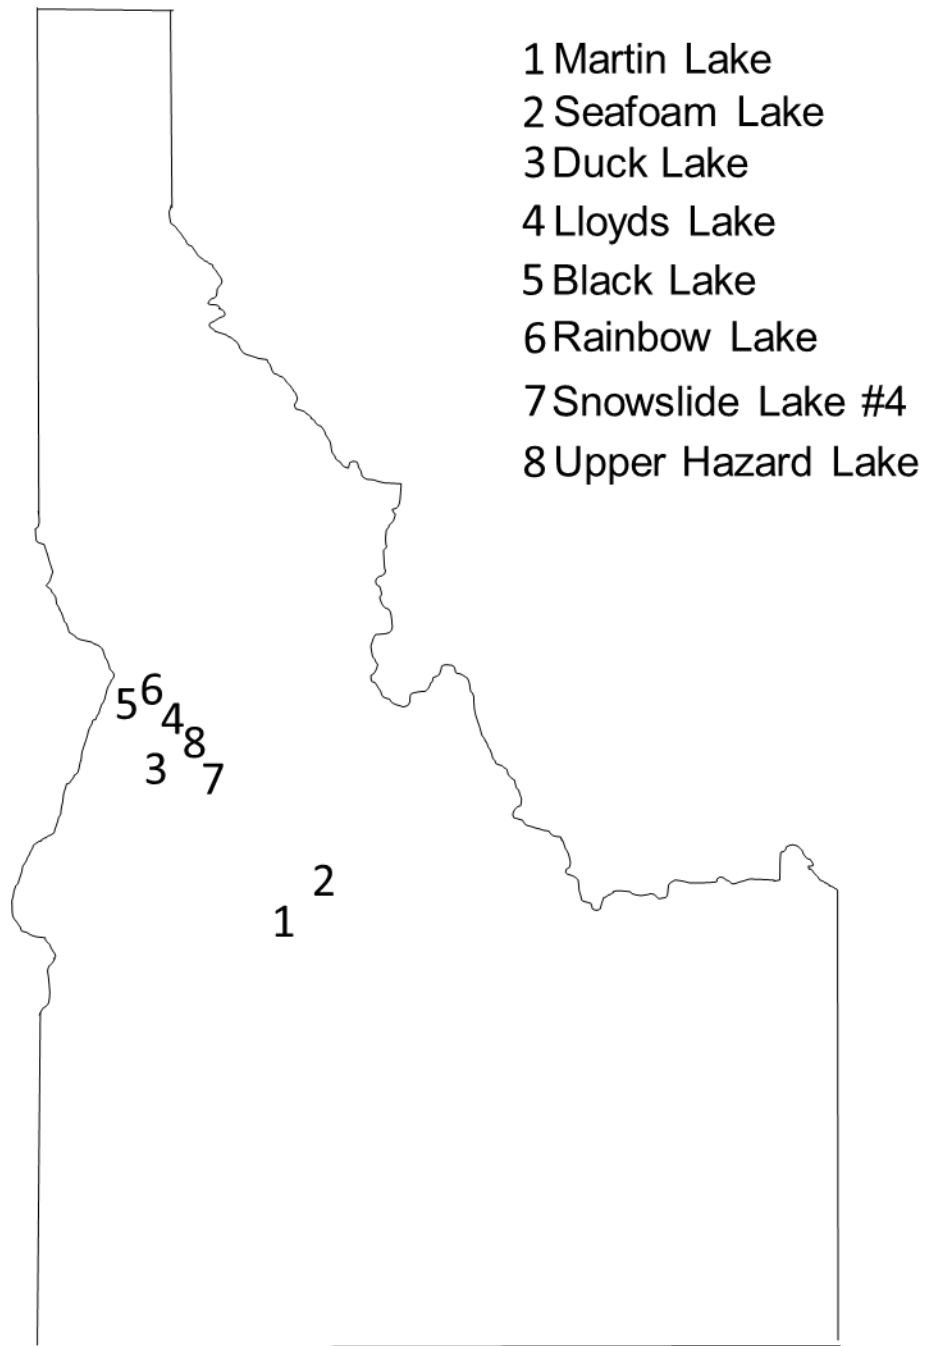 1 Martin Lake
2 Seafoam Lake
3 Duck Lake
4 Lloyds Lake
5 Black Lake
6 Rainbow Lake
7 Snowslide Lake #4
8 Upper Hazard Lake
6
5
4
8
3
7
2
1